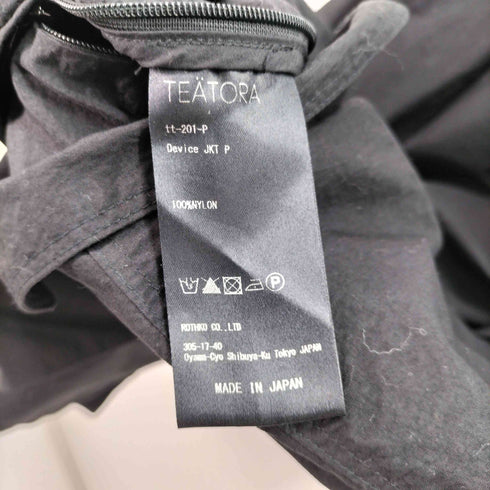 TEÄTORA
tt-201-P
Device JKT P
100%NYLON
P
ROTHKO CO.,LTD
305-17-40
Oyama-Cyo Shibuya-Ku Tokyo JAPAN
MADE IN JAPAN